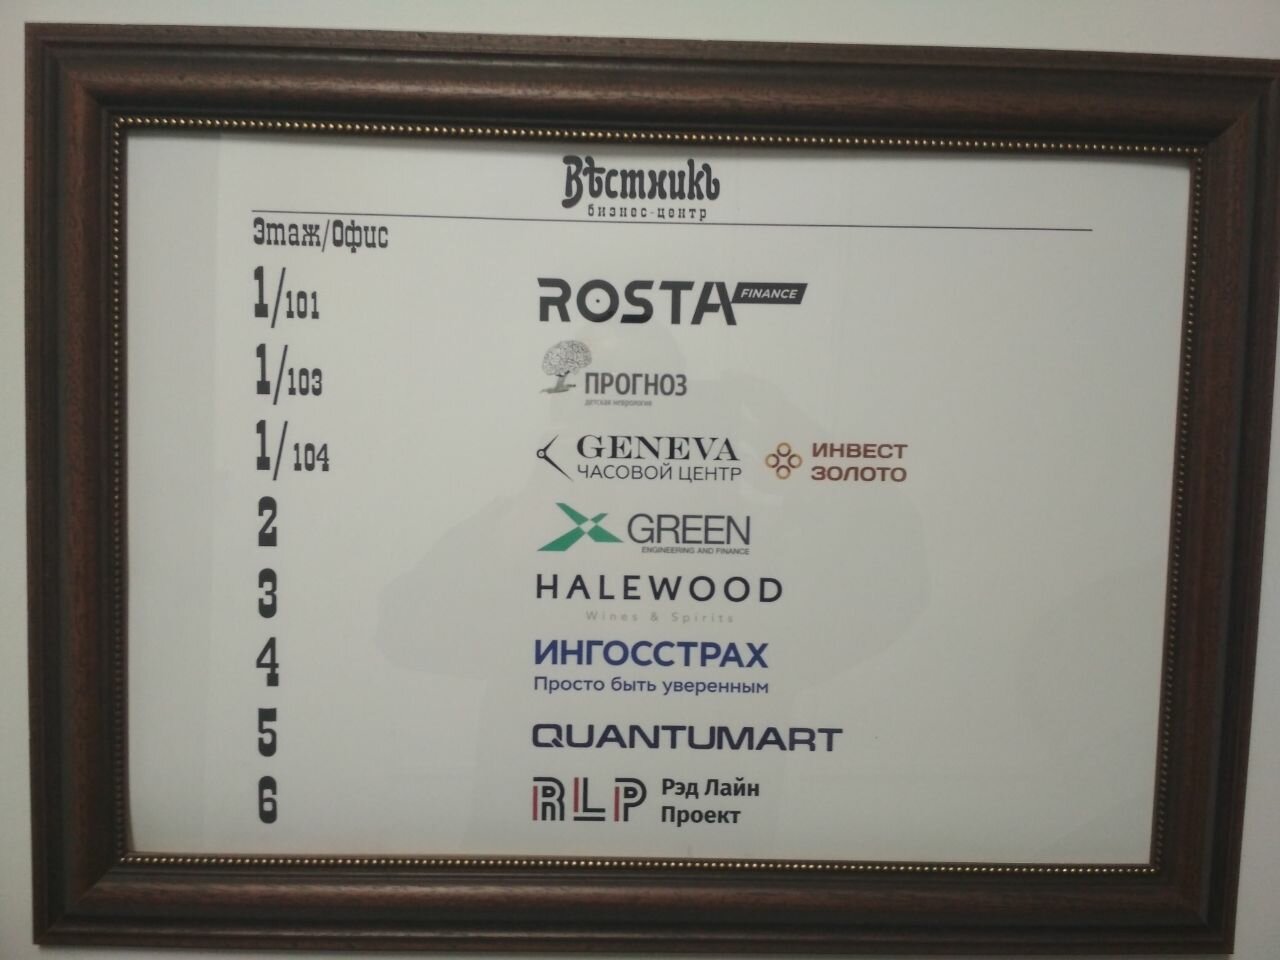 Вѣстникъ
бизнес-центр
Этаж/Офис
1/101 ROSTA FINANCE
1/103 ПРОГНОЗ
детская неврология
1/104 GENEVA ЧАСОВОЙ ЦЕНТР ИНВЕСТ ЗОЛОТО
2 GREEN
ENGINEERING AND FINANCE
3 HALEWOOD
Wines & Spirits
4 ИНГОССТРАХ
Просто быть уверенным
5 QUANTUMART
6 RLP Рэд Лайн
Проект